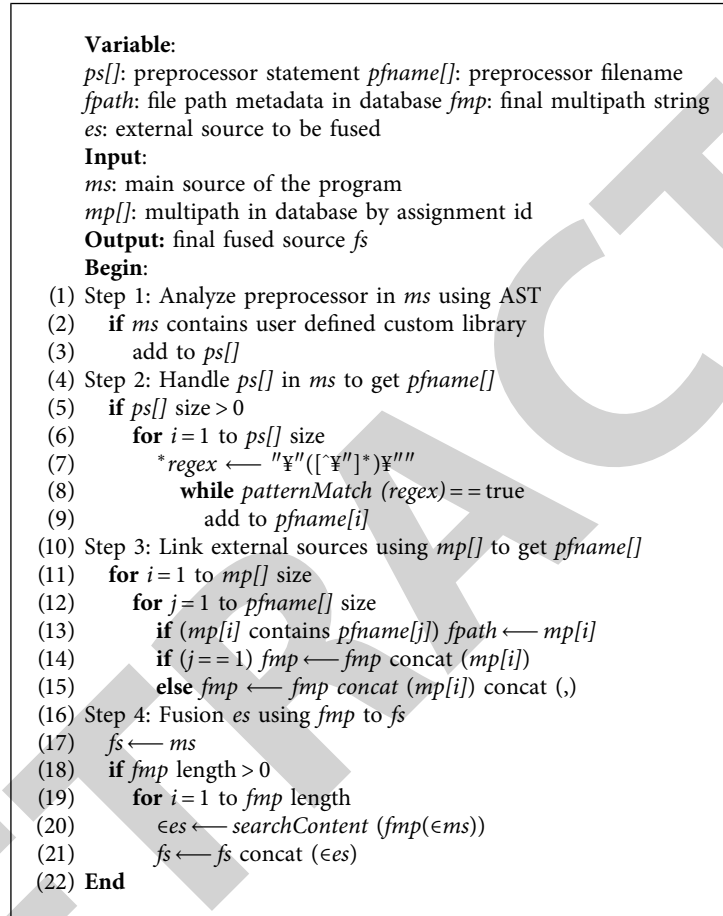 Variable:
ps[]: preprocessor statement pfname[]: preprocessor filename
fpath: file path metadata in database fmp: final multipath string
es: external source to be fused
Input:
ms: main source of the program
mp[]: multipath in database by assignment id
Output: final fused source fs
Begin:
(1) Step 1: Analyze preprocessor in ms using AST
(2) if ms contains user defined custom library
(3) add to ps[]
(4) Step 2: Handle ps[] in ms to get pfname[]
(5) if ps[] size > 0
(6) for i = 1 to ps[] size
(7) *regex ⟵ "¥"([^¥"]*)¥""
(8) while patternMatch (regex) = = true
(9) add to pfname[i]
(10) Step 3: Link external sources using mp[] to get pfname[]
(11) for i = 1 to mp[] size
(12) for j = 1 to pfname[] size
(13) if (mp[i] contains pfname[j]) fpath ⟵ mp[i]
(14) if (j = = 1) fmp ⟵ fmp concat (mp[i])
(15) else fmp ⟵ fmp concat (mp[i]) concat (,)
(16) Step 4: Fusion es using fmp to fs
(17) fs ⟵ ms
(18) if fmp length > 0
(19) for i = 1 to fmp length
(20) ∈es ⟵ searchContent (fmp(∈ms))
(21) fs ⟵ fs concat (∈es)
(22) End
TRACT